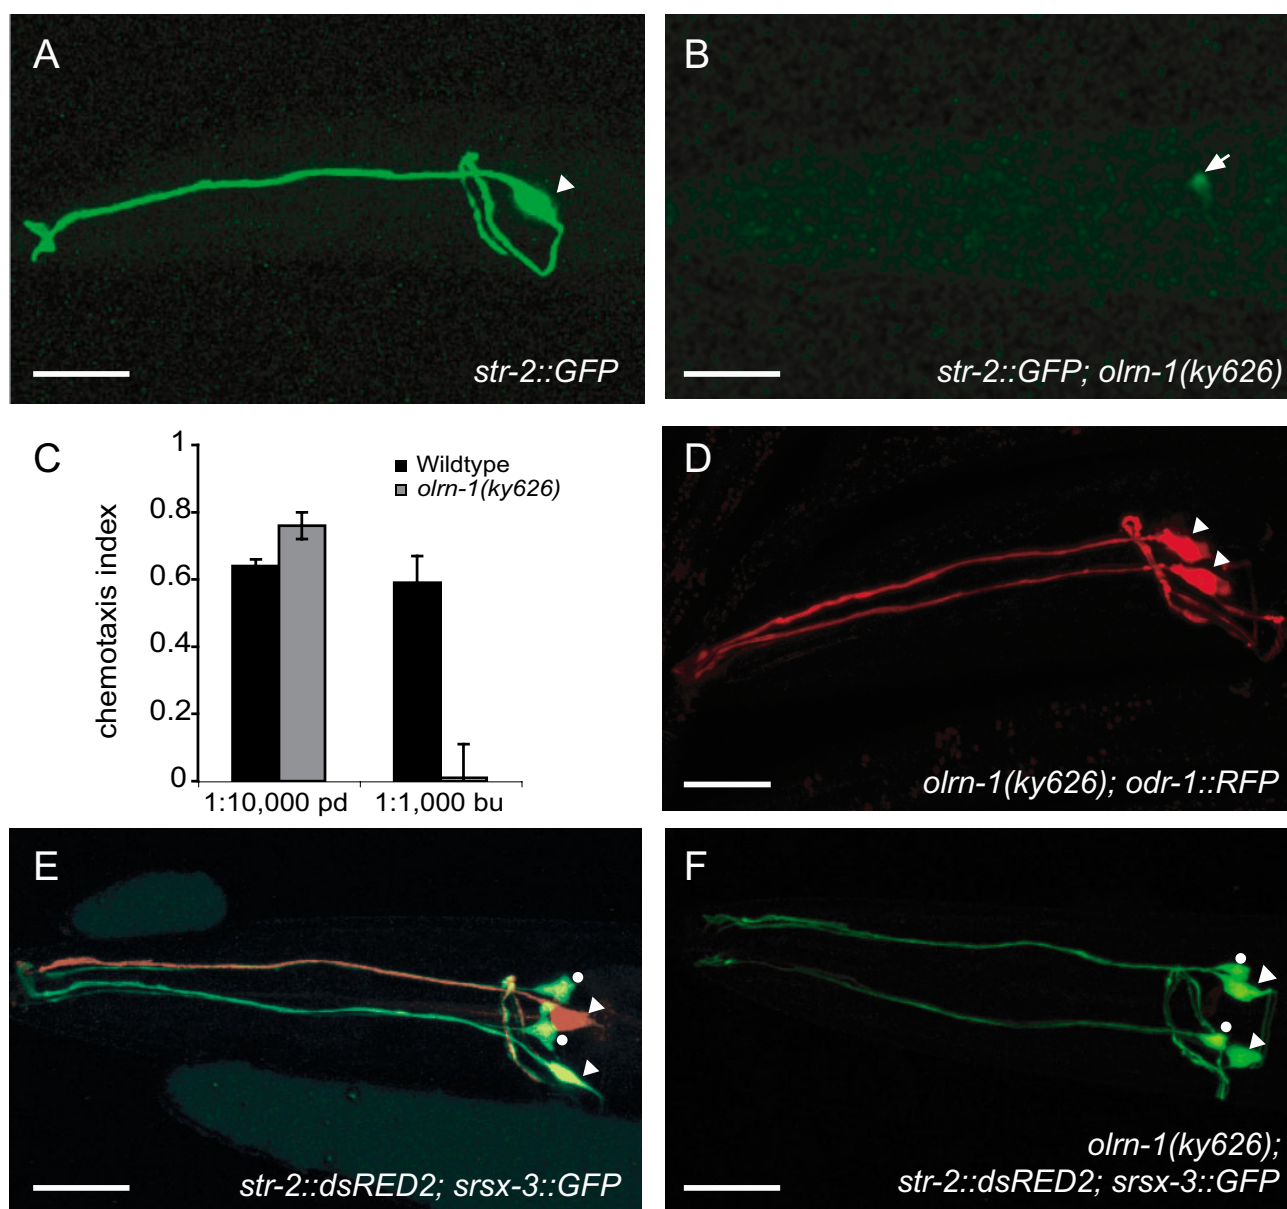 A
str-2::GFP
B
str-2::GFP; olrn-1(ky626)
C
chemotaxis index
1
0.8
0.6
0.4
0.2
0
Wildtype
olrn-1(ky626)
1:10,000 pd
1:1,000 bu
D
olrn-1(ky626); odr-1::RFP
E
str-2::dsRED2; srsx-3::GFP
F
olrn-1(ky626);
str-2::dsRED2; srsx-3::GFP